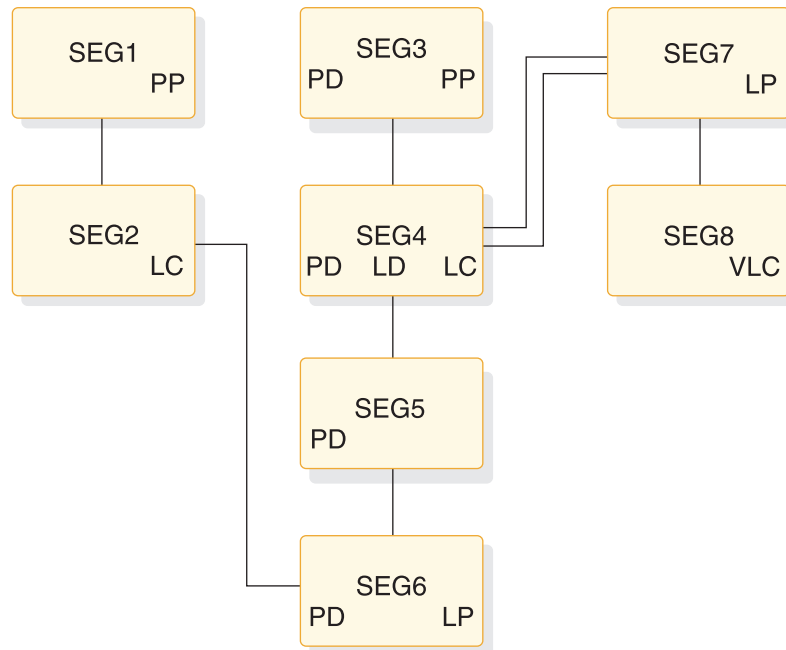 SEG1
PP
SEG3
PD PP
SEG7
LP
SEG2
LC
SEG4
PD LD LC
SEG8
VLC
SEG5
PD
SEG6
PD LP